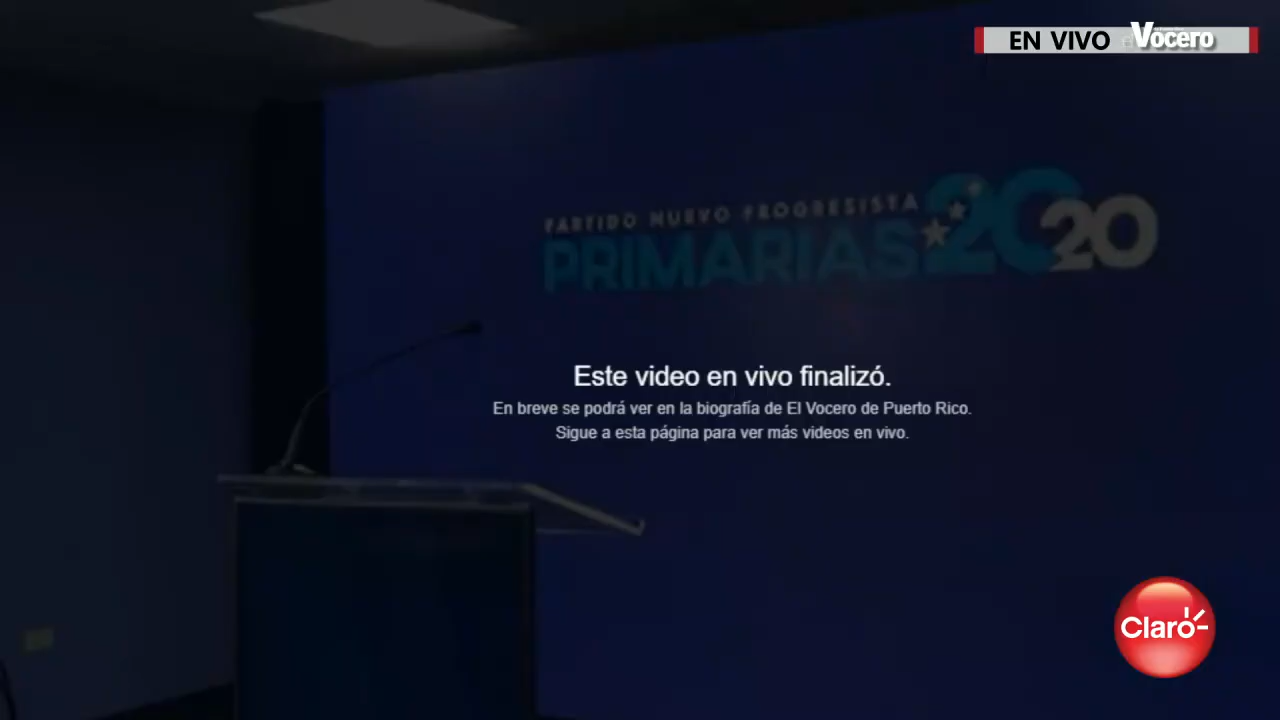 EN VIVO El Vocero
PARTIDO NUEVO PROGRESISTA
PRIMARIAS 2020
Este video en vivo finalizó.
En breve se podrá ver en la biografía de El Vocero de Puerto Rico.
Sigue a esta página para ver más videos en vivo.
Claro